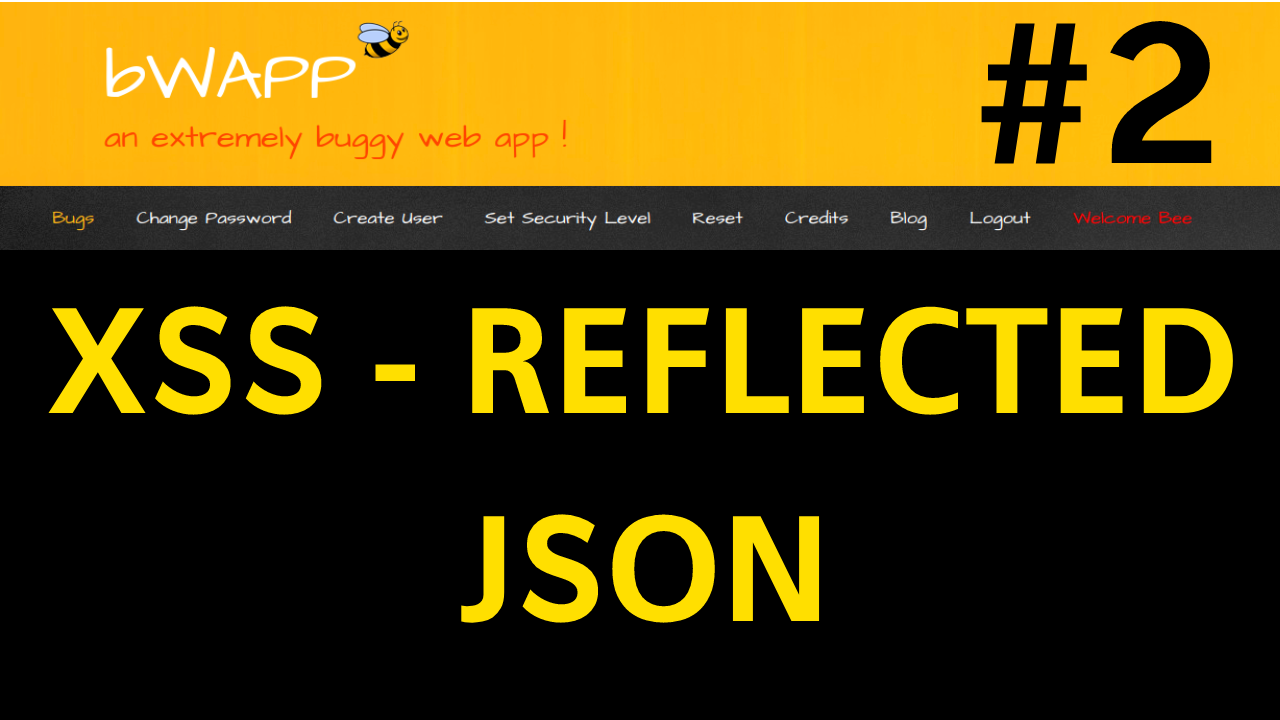 bWAPP
#2
an extremely buggy web app !
Bugs Change Password Create User Set Security Level Reset Credits Blog Logout Welcome Bee
XSS - REFLECTED
JSON